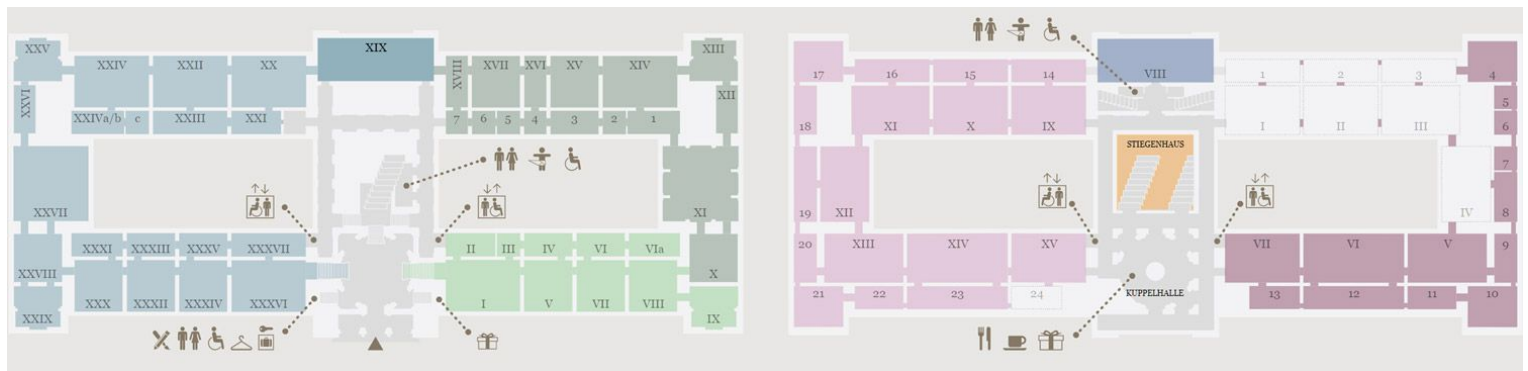 XXV
XXIV
XXII
XX
XIX
XVIII
XVII
XVI
XV
XIV
XIII
XXVI
XII
XXIVa/b
c
XXIII
XXI
7
6
5
4
3
2
1
XXVII
XI
XXXI
XXXIII
XXXV
XXXVII
II
III
IV
VI
VIa
XXVIII
X
XXX
XXXII
XXXIV
XXXVI
I
V
VII
VIII
XXIX
IX
17
16
15
14
VIII
1
2
3
4
5
18
XI
X
IX
I
II
III
6
STIEGENHAUS
7
19
XII
IV
8
20
XIII
XIV
XV
VII
VI
V
9
21
22
23
24
KUPPELHALLE
13
12
11
10